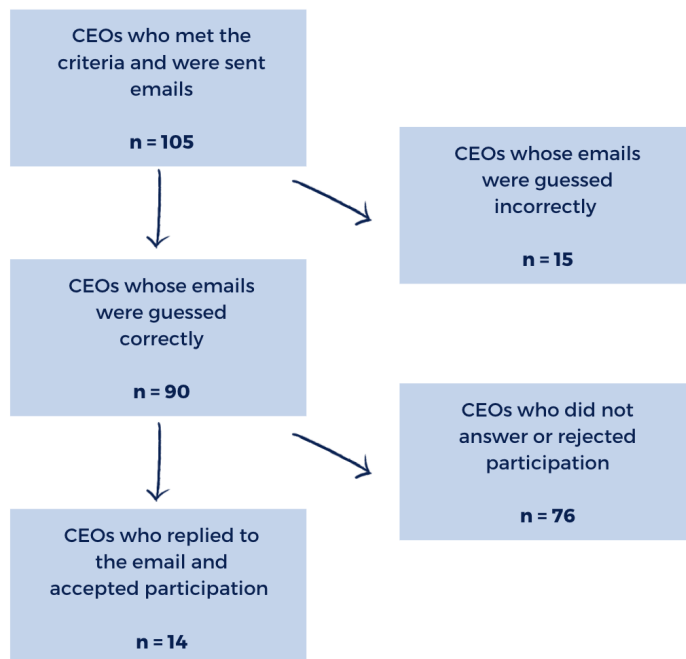 CEOs who met the
criteria and were sent
emails
n = 105
CEOs whose emails
were guessed
incorrectly
n = 15
CEOs whose emails
were guessed
correctly
n = 90
CEOs who did not
answer or rejected
participation
n = 76
CEOs who replied to
the email and
accepted participation
n = 14